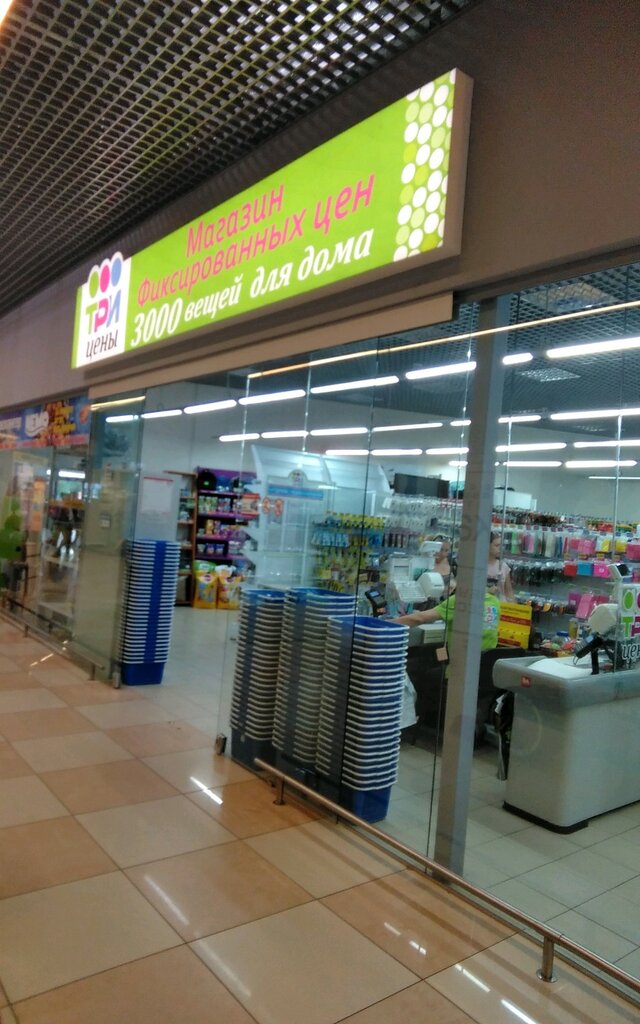 ТРИ
цены
Магазин
Фиксированных цен
3000 вещей для дома